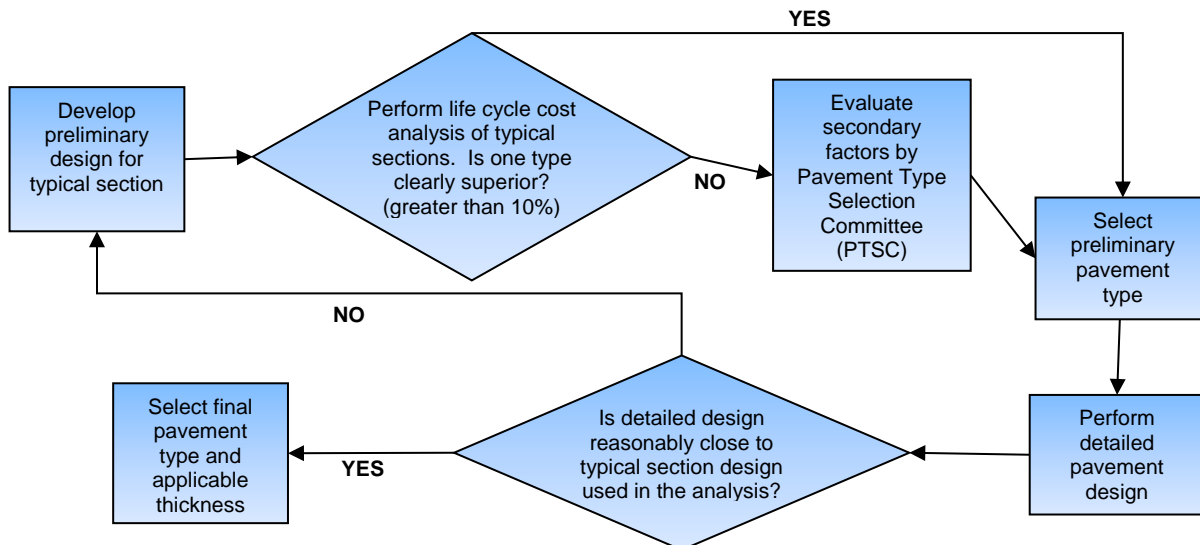 YES
Develop
preliminary
design for
typical section
Perform life cycle cost
analysis of typical
sections. Is one type
clearly superior?
(greater than 10%)
NO
Evaluate
secondary
factors by
Pavement Type
Selection
Committee
(PTSC)
Select
preliminary
pavement
type
Perform
detailed
pavement
design
Is detailed design
reasonably close to
typical section design
used in the analysis?
NO
YES
Select final
pavement
type and
applicable
thickness